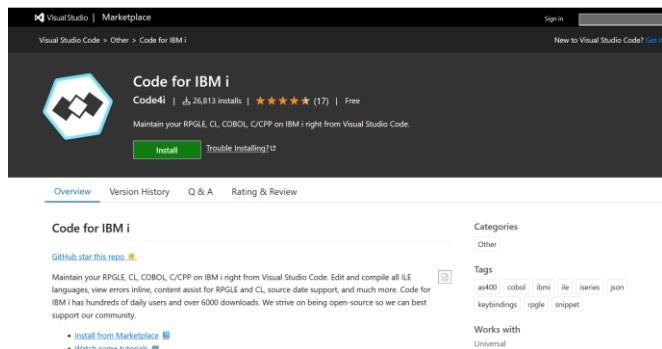 Visual Studio | Marketplace
Sign in
Visual Studio Code > Other > Code for IBM i
New to Visual Studio Code? Get
Code for IBM i
Code4i | 26,813 installs | (17) | Free
Maintain your RPGLE, CL, COBOL, C/CPP on IBM i right from Visual Studio Code.
Install
Trouble Installing?
Overview
Version History
Q & A
Rating & Review
Code for IBM i
GitHub star this repo
Maintain your RPGLE, CL, COBOL, C/CPP on IBM i right from Visual Studio Code. Edit and compile all ILE
languages, view errors inline, content assist for RPGLE and CL, source date support, and much more. Code for
IBM i has hundreds of daily users and over 6000 downloads. We strive on being open-source so we can best
support our community.
Install from Marketplace
Watch some tutorials
Categories
Other
Tags
as400 cobol ibmi ile iseries json
keybindings rpgle snippet
Works with
Universal